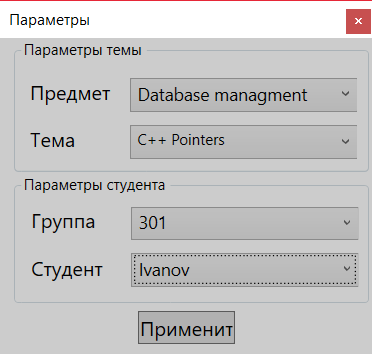 Параметры
Параметры темы
Предмет Database managment
Тема C++ Pointers
Параметры студента
Группа 301
Студент Ivanov
Применит